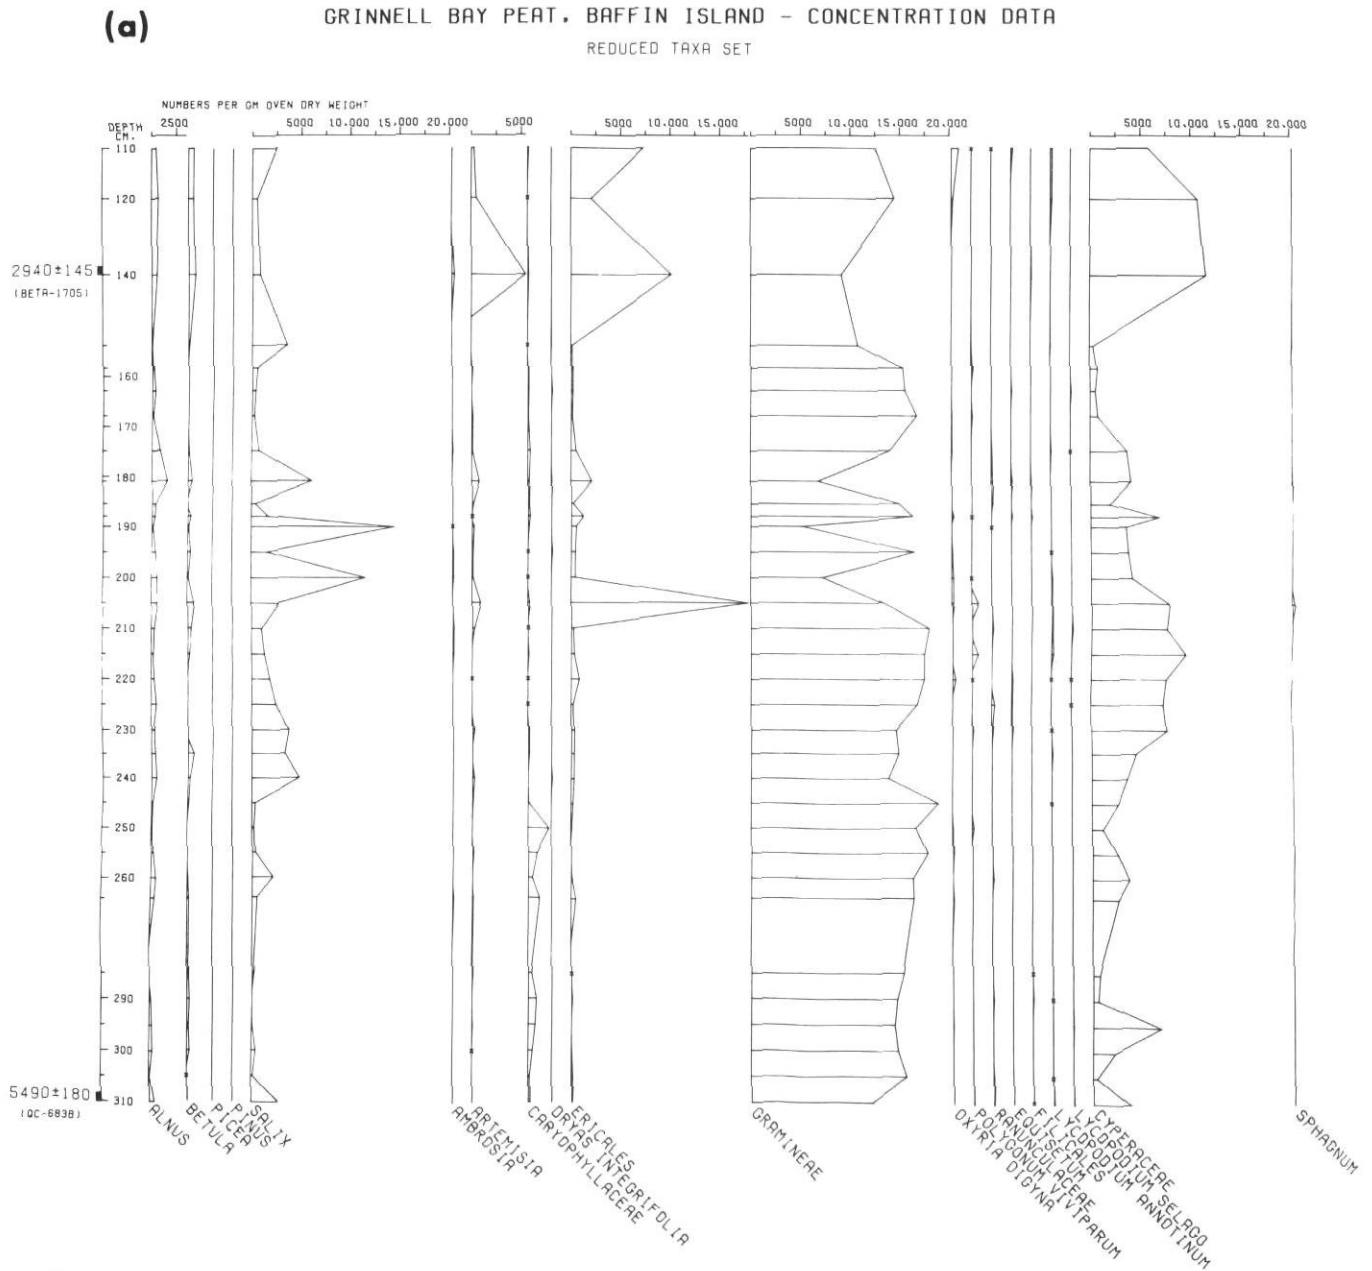 (a)
GRINNELL BAY PEAT, BAFFIN ISLAND - CONCENTRATION DATA
REDUCED TAXA SET
NUMBERS PER GM OVEN DRY WEIGHT
DEPTH CM.
2500
5000 10.000 15.000 20.000
5000
5000 10.000 15.000
5000 10.000 15.000 20.000
5000 10.000 15.000 20.000
110
120
2940±145
(BETA-1705)
140
160
170
180
190
200
210
220
230
240
250
260
290
300
5490±180
(QC-683B)
310
ALNUS
BETULA
PICEA
PINUS
SALIX
AMBROSIA
ARTEMISIA
CARYOPHYLLACEAE
DRYAS INTEGRIFOLIA
ERICALES
GRAMINEAE
OXYRIA DIGYNA
POLYGONUM VIVIPARUM
RANUNCULACEAE
EQUISETUM
FILICALES
LYCOPODIUM ANNOTINUM
LYCOPODIUM SELAGO
CYPERACEAE
SPHAGNUM